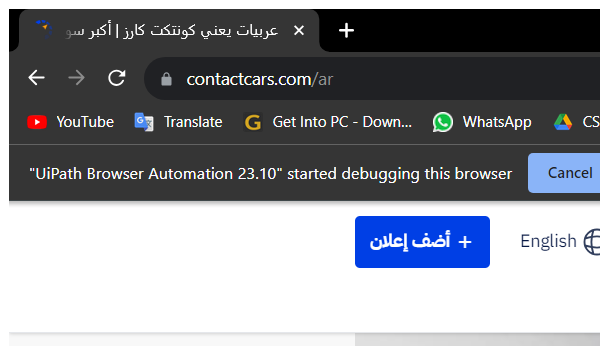 عربيات يعني كونتكت كارز | أكبر سو
contactcars.com/ar
YouTube Translate Get Into PC - Down... WhatsApp CS
"UiPath Browser Automation 23.10" started debugging this browser Cancel
أضف إعلان + English